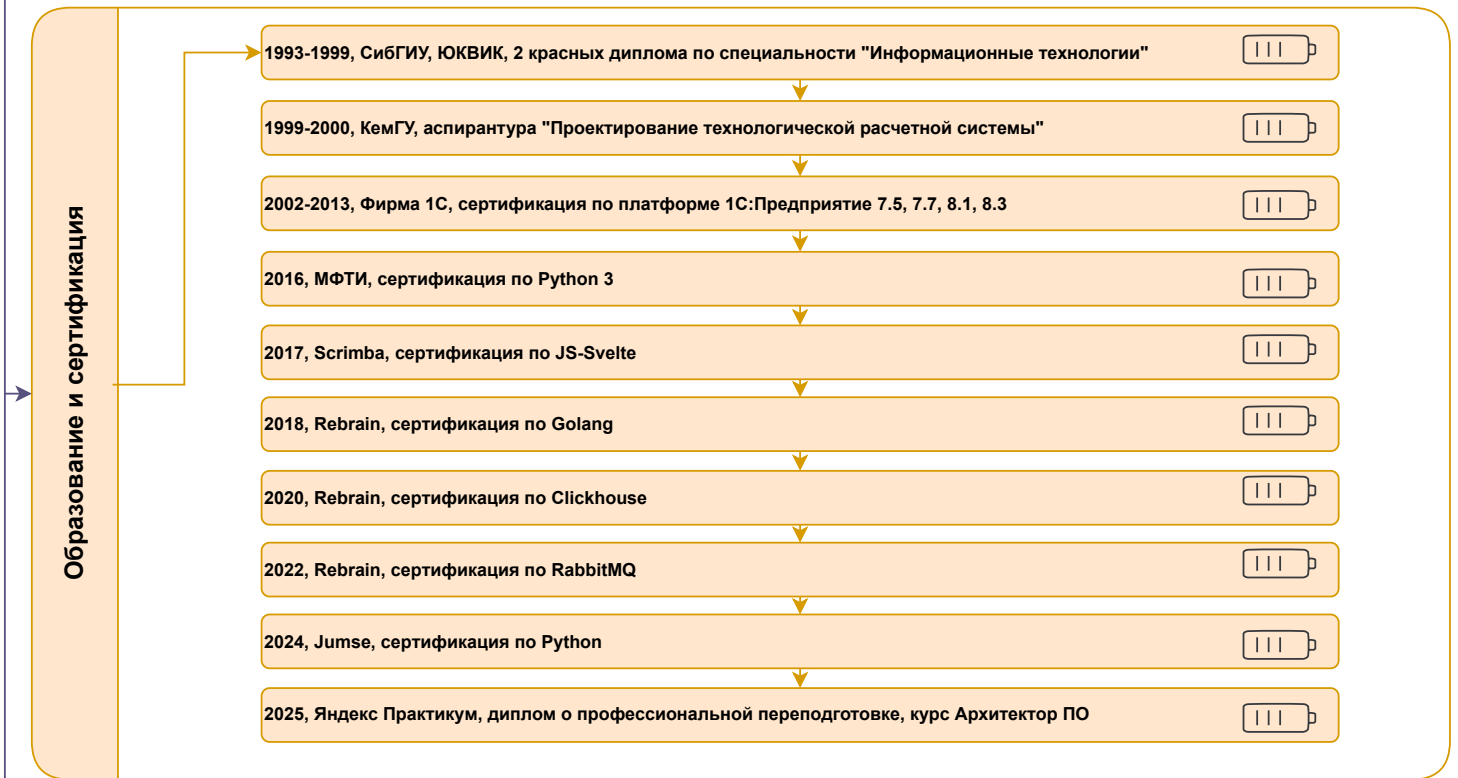 Образование и сертификация
1993-1999, СибГИУ, ЮКВИК, 2 красных диплома по специальности "Информационные технологии"
1999-2000, КемГУ, аспирантура "Проектирование технологической расчетной системы"
2002-2013, Фирма 1С, сертификация по платформе 1С:Предприятие 7.5, 7.7, 8.1, 8.3
2016, МФТИ, сертификация по Python 3
2017, Scrimba, сертификация по JS-Svelte
2018, Rebrain, сертификация по Golang
2020, Rebrain, сертификация по Clickhouse
2022, Rebrain, сертификация по RabbitMQ
2024, Jumse, сертификация по Python
2025, Яндекс Практикум, диплом о профессиональной переподготовке, курс Архитектор ПО